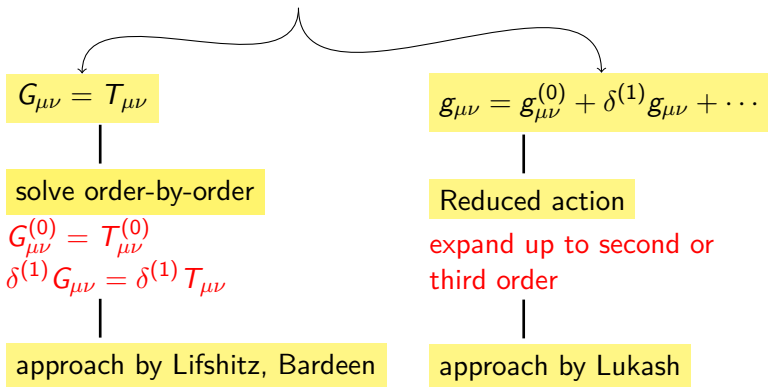 G_{μν} = T_{μν}
solve order-by-order
G^{(0)}_{μν} = T^{(0)}_{μν}
δ^{(1)}G_{μν} = δ^{(1)}T_{μν}
approach by Lifshitz, Bardeen
g_{μν} = g^{(0)}_{μν} + δ^{(1)}g_{μν} + ···
Reduced action
expand up to second or
third order
approach by Lukash